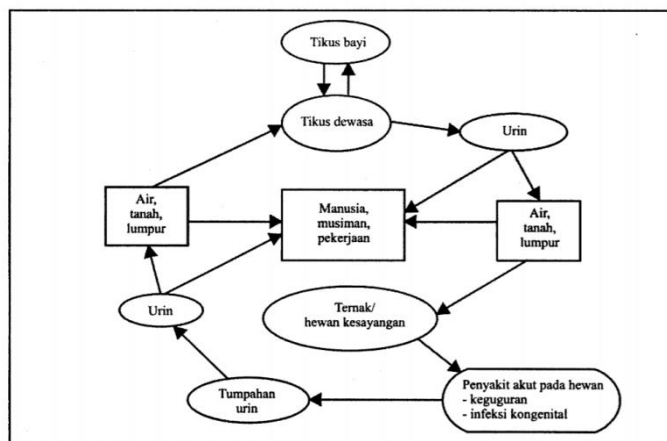 Tikus bayi
Tikus dewasa
Urin
Air,
tanah,
lumpur
Manusia,
musiman,
pekerjaan
Air,
tanah,
lumpur
Urin
Ternak/
hewan kesayangan
Tumpahan
urin
Penyakit akut pada hewan
- keguguran
- infeksi kongenital